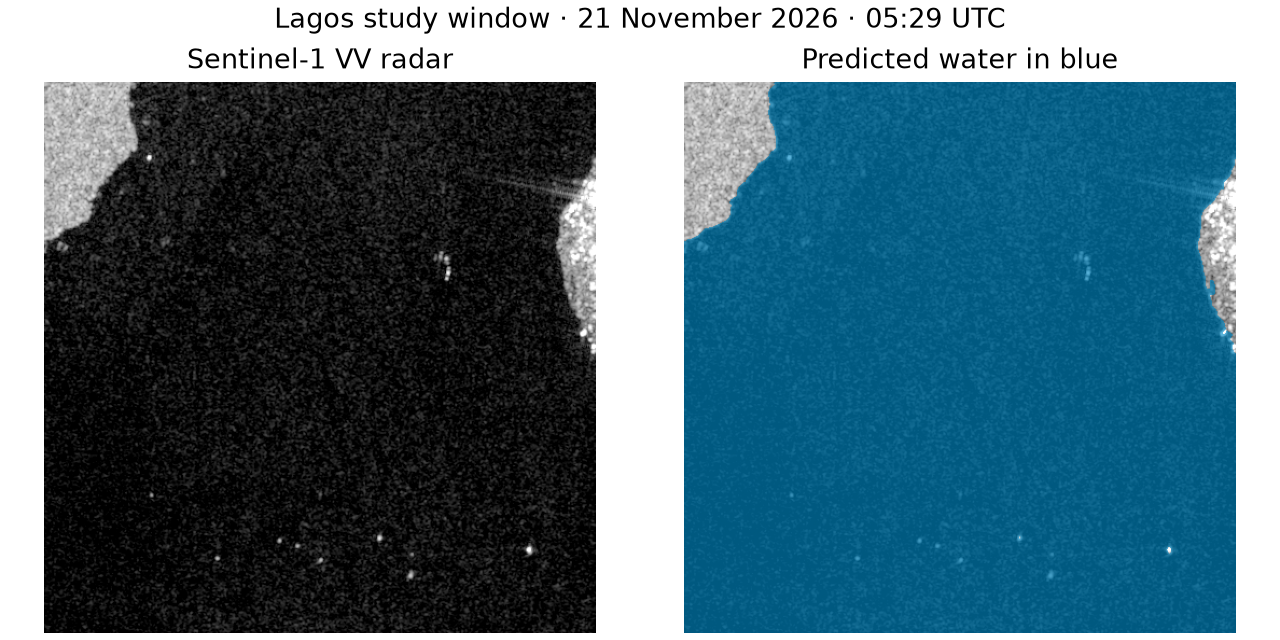 Lagos study window · 21 November 2026 · 05:29 UTC
Sentinel-1 VV radar
Predicted water in blue